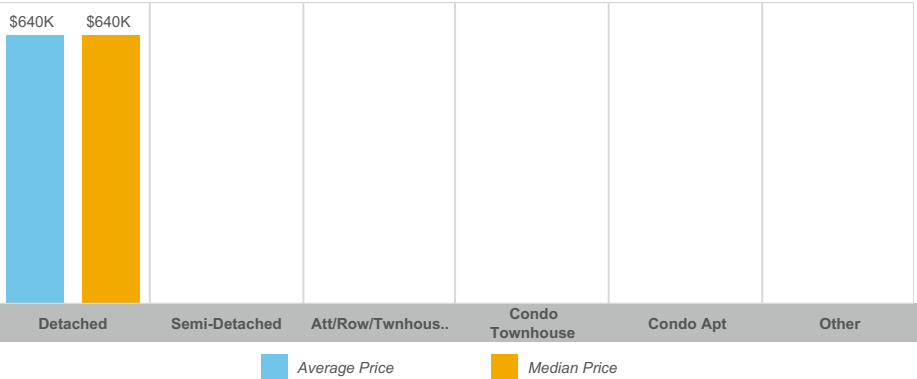 $640K $640K
Detached Semi-Detached Att/Row/Twnhous.. Condo Townhouse Condo Apt Other
Average Price Median Price